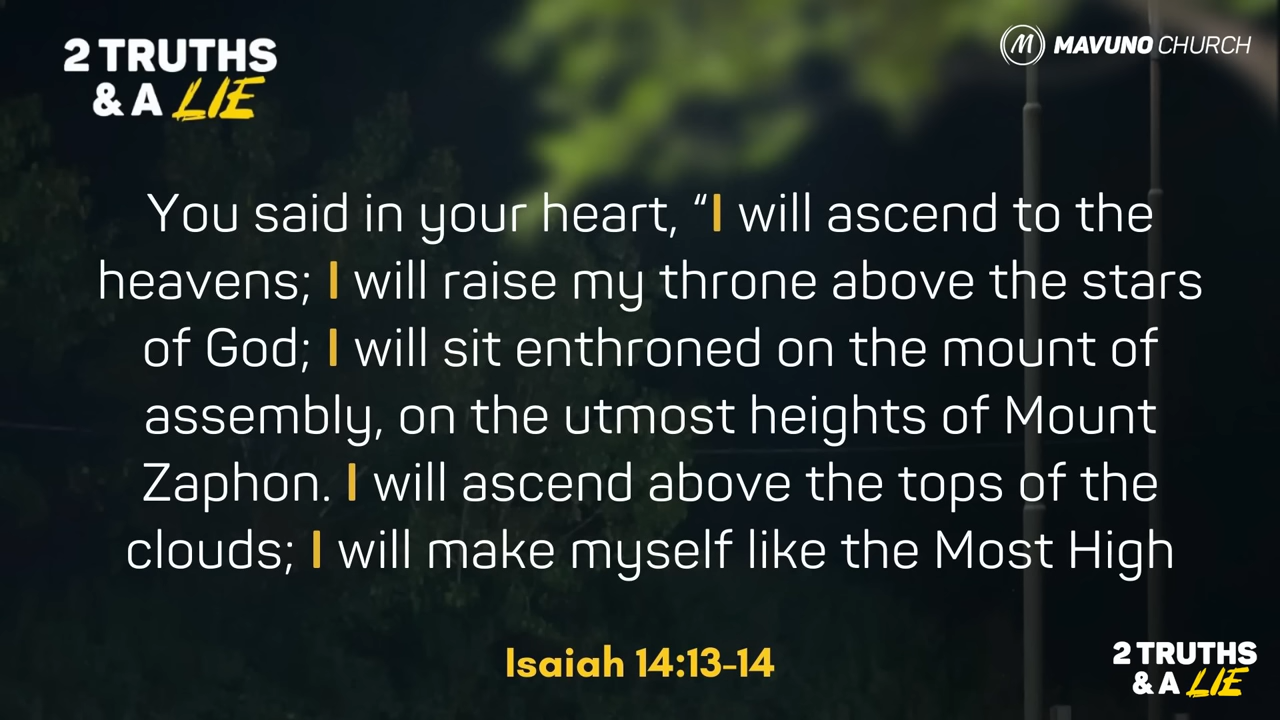 2 TRUTHS
& A LIE
MAVUNO CHURCH
You said in your heart, “I will ascend to the
heavens; I will raise my throne above the stars
of God; I will sit enthroned on the mount of
assembly, on the utmost heights of Mount
Zaphon. I will ascend above the tops of the
clouds; I will make myself like the Most High
Isaiah 14:13-14
2 TRUTHS
& A LIE